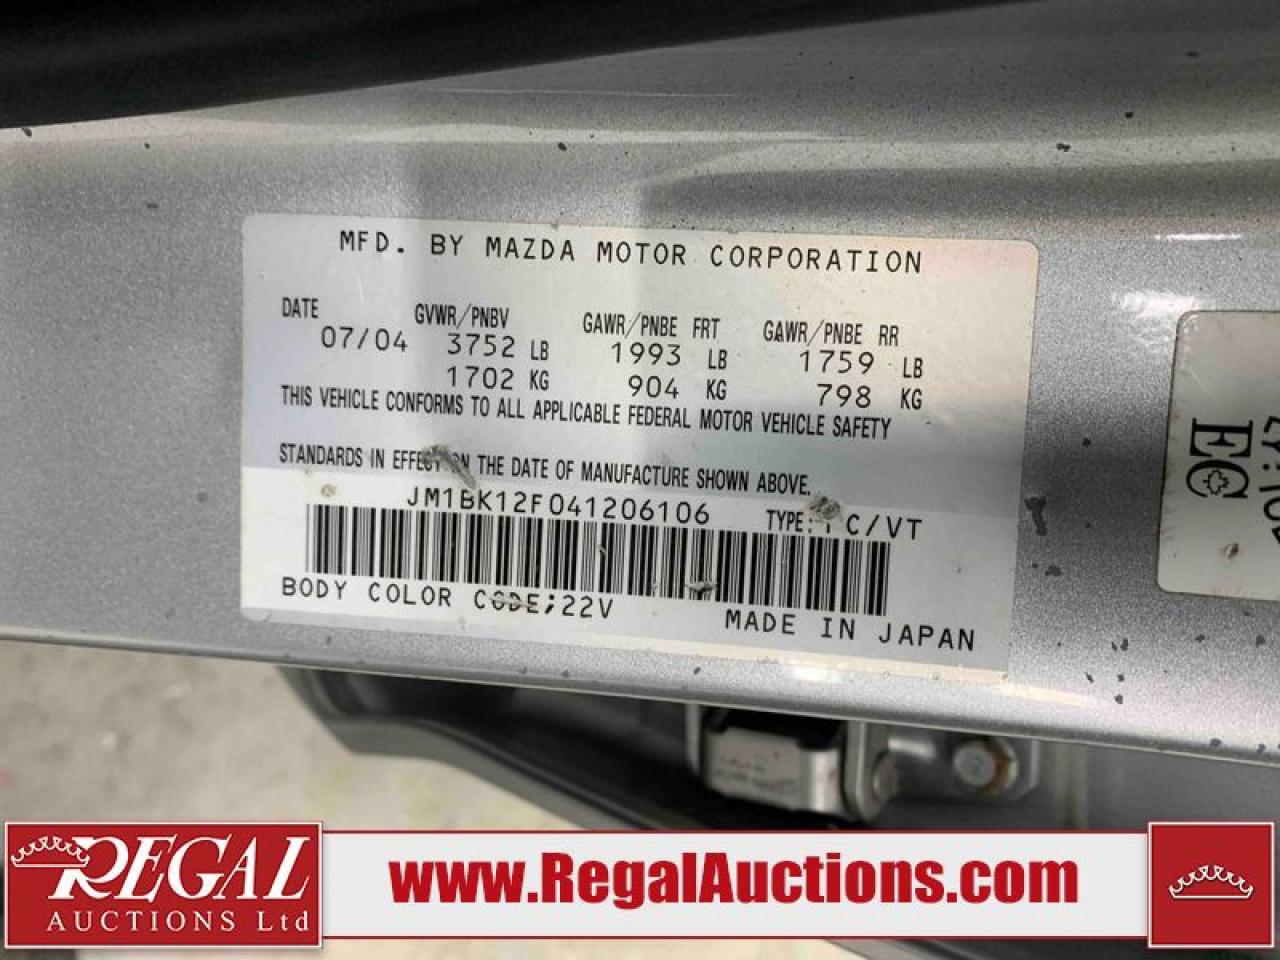 MFD. BY MAZDA MOTOR CORPORATION
DATE GVWR/PNBV GAWR/PNBE FRT GAWR/PNBE RR
07/04 3752 LB 1993 LB 1759 LB
1702 KG 904 KG 798 KG
THIS VEHICLE CONFORMS TO ALL APPLICABLE FEDERAL MOTOR VEHICLE SAFETY
STANDARDS IN EFFECT ON THE DATE OF MANUFACTURE SHOWN ABOVE.
JM1BK12F041206106 TYPE: PC/VT
BODY COLOR CODE;22V MADE IN JAPAN
EC
REGAL
AUCTIONS Ltd
www.RegalAuctions.com